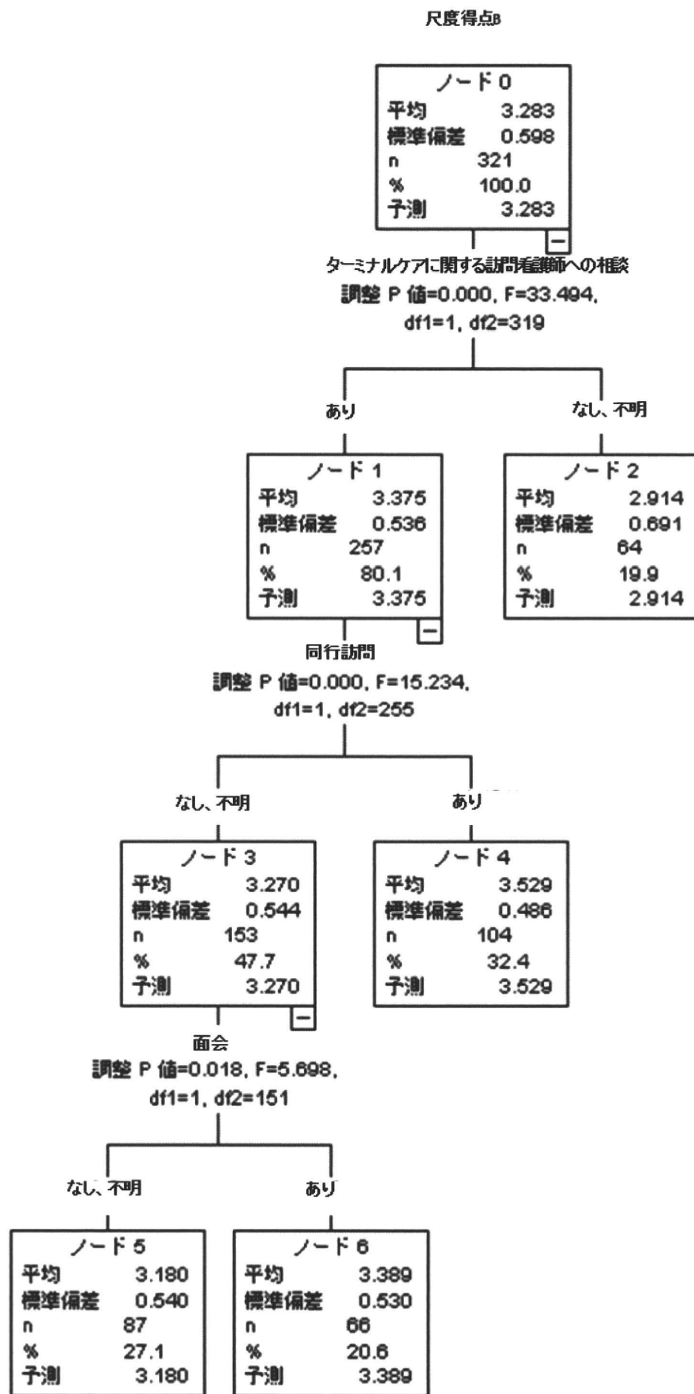 尺度得点B
ノード 0
平均 3.283
標準偏差 0.598
n 321
% 100.0
予測 3.283
ターミナルケアに関する訪問看護師への相談
調整 P 値=0.000, F=33.494,
df1=1, df2=319
あり
なし、不明
ノード 1
平均 3.375
標準偏差 0.536
n 257
% 80.1
予測 3.375
ノード 2
平均 2.914
標準偏差 0.691
n 64
% 19.9
予測 2.914
同行訪問
調整 P 値=0.000, F=15.234,
df1=1, df2=255
なし、不明
あり
ノード 3
平均 3.270
標準偏差 0.544
n 153
% 47.7
予測 3.270
ノード 4
平均 3.529
標準偏差 0.486
n 104
% 32.4
予測 3.529
面会
調整 P 値=0.018, F=5.698,
df1=1, df2=151
なし、不明
あり
ノード 5
平均 3.180
標準偏差 0.540
n 87
% 27.1
予測 3.180
ノード 6
平均 3.389
標準偏差 0.530
n 66
% 20.6
予測 3.389